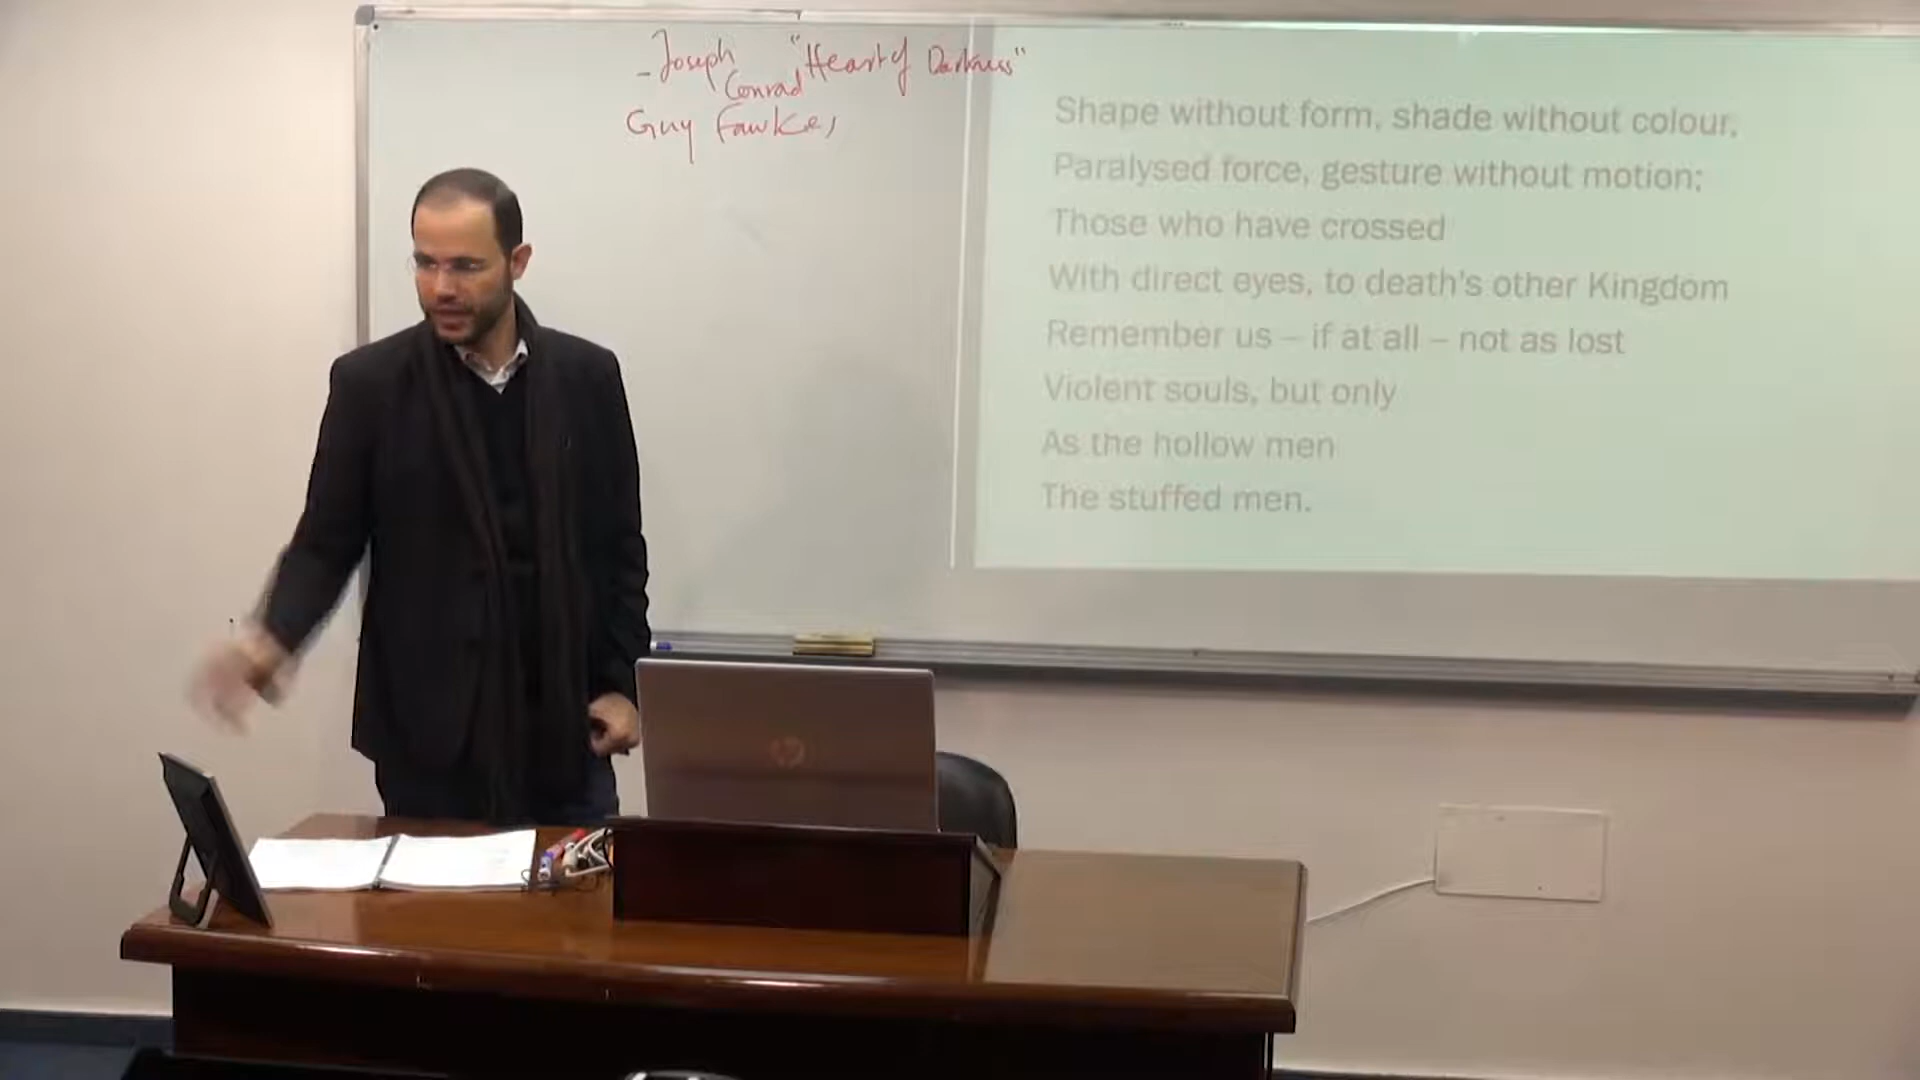 - Joseph "Heart of Darkness"
Conrad
Guy Fawkes
Shape without form, shade without colour,
Paralysed force, gesture without motion;
Those who have crossed
With direct eyes, to death's other Kingdom
Remember us – if at all – not as lost
Violent souls, but only
As the hollow men
The stuffed men.
hp